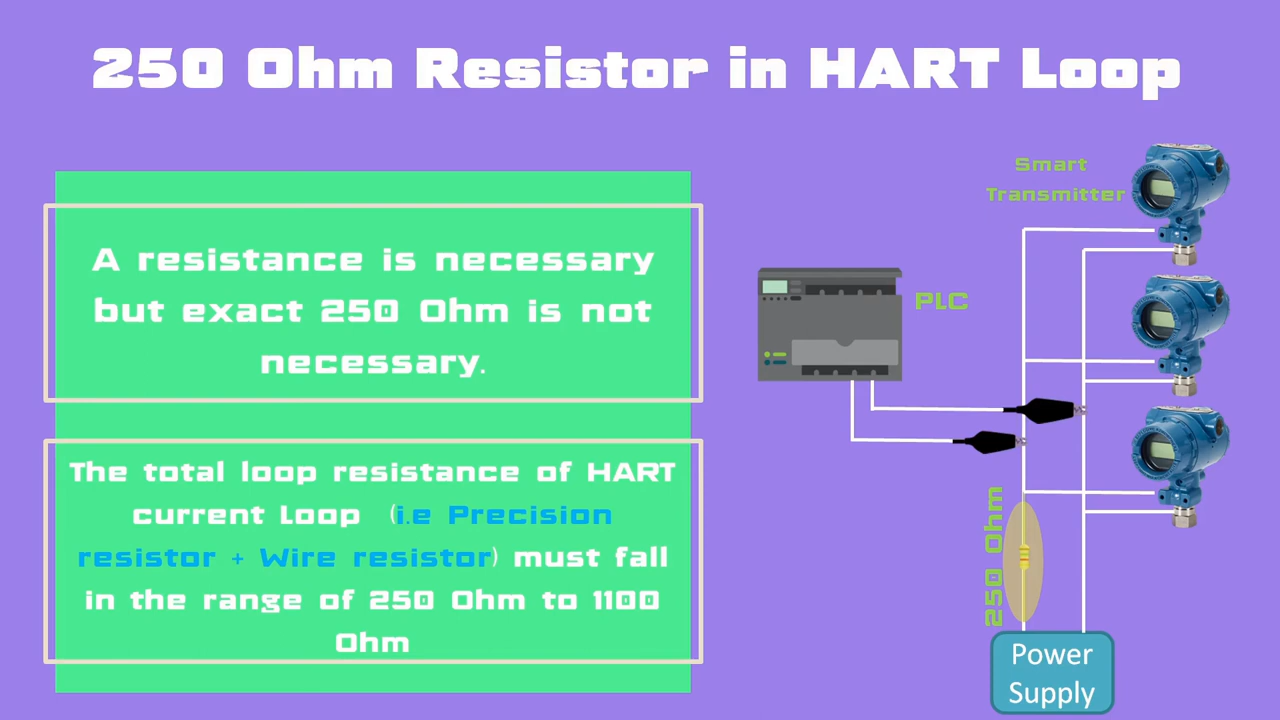 250 Ohm Resistor in HART Loop
A resistance is necessary
but exact 250 Ohm is not
necessary.
The total loop resistance of HART
current Loop (i.e Precision
resistor + Wire resistor) must fall
in the range of 250 Ohm to 1100
Ohm
Smart
Transmitter
PLC
250 Ohm
Power
Supply